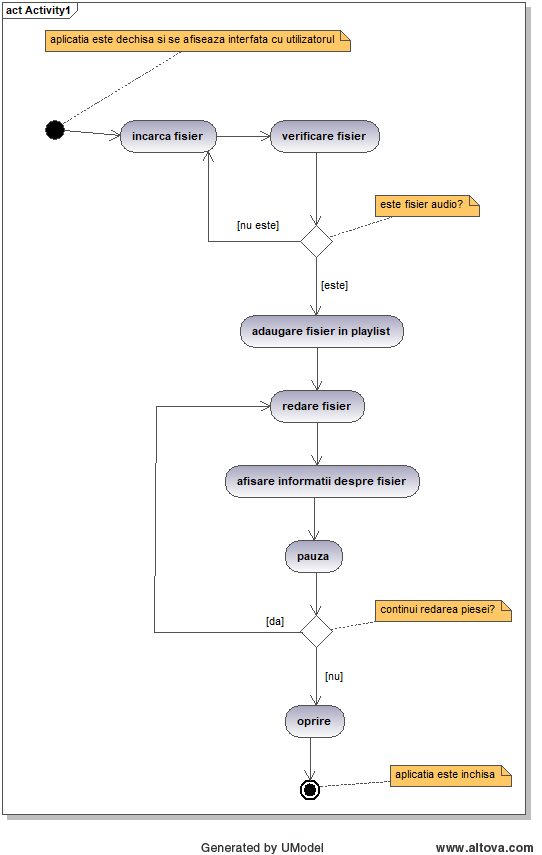 act Activity1
aplicatia este dechisa si se afiseaza interfata cu utilizatorul
incarca fisier
verificare fisier
este fisier audio?
[nu este]
[este]
adaugare fisier in playlist
redare fisier
afisare informatii despre fisier
pauza
continui redarea piesei?
[da]
[nu]
oprire
aplicatia este inchisa
Generated by UModel
www.altova.com